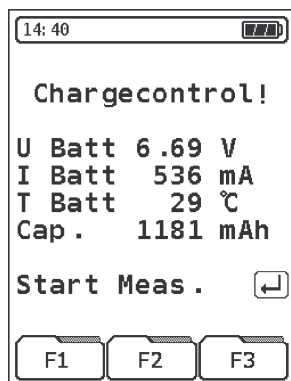 14:40
Chargecontrol!
U Batt 6.69 V
I Batt 536 mA
T Batt 29 °C
Cap. 1181 mAh
Start Meas. ↵
F1 F2 F3